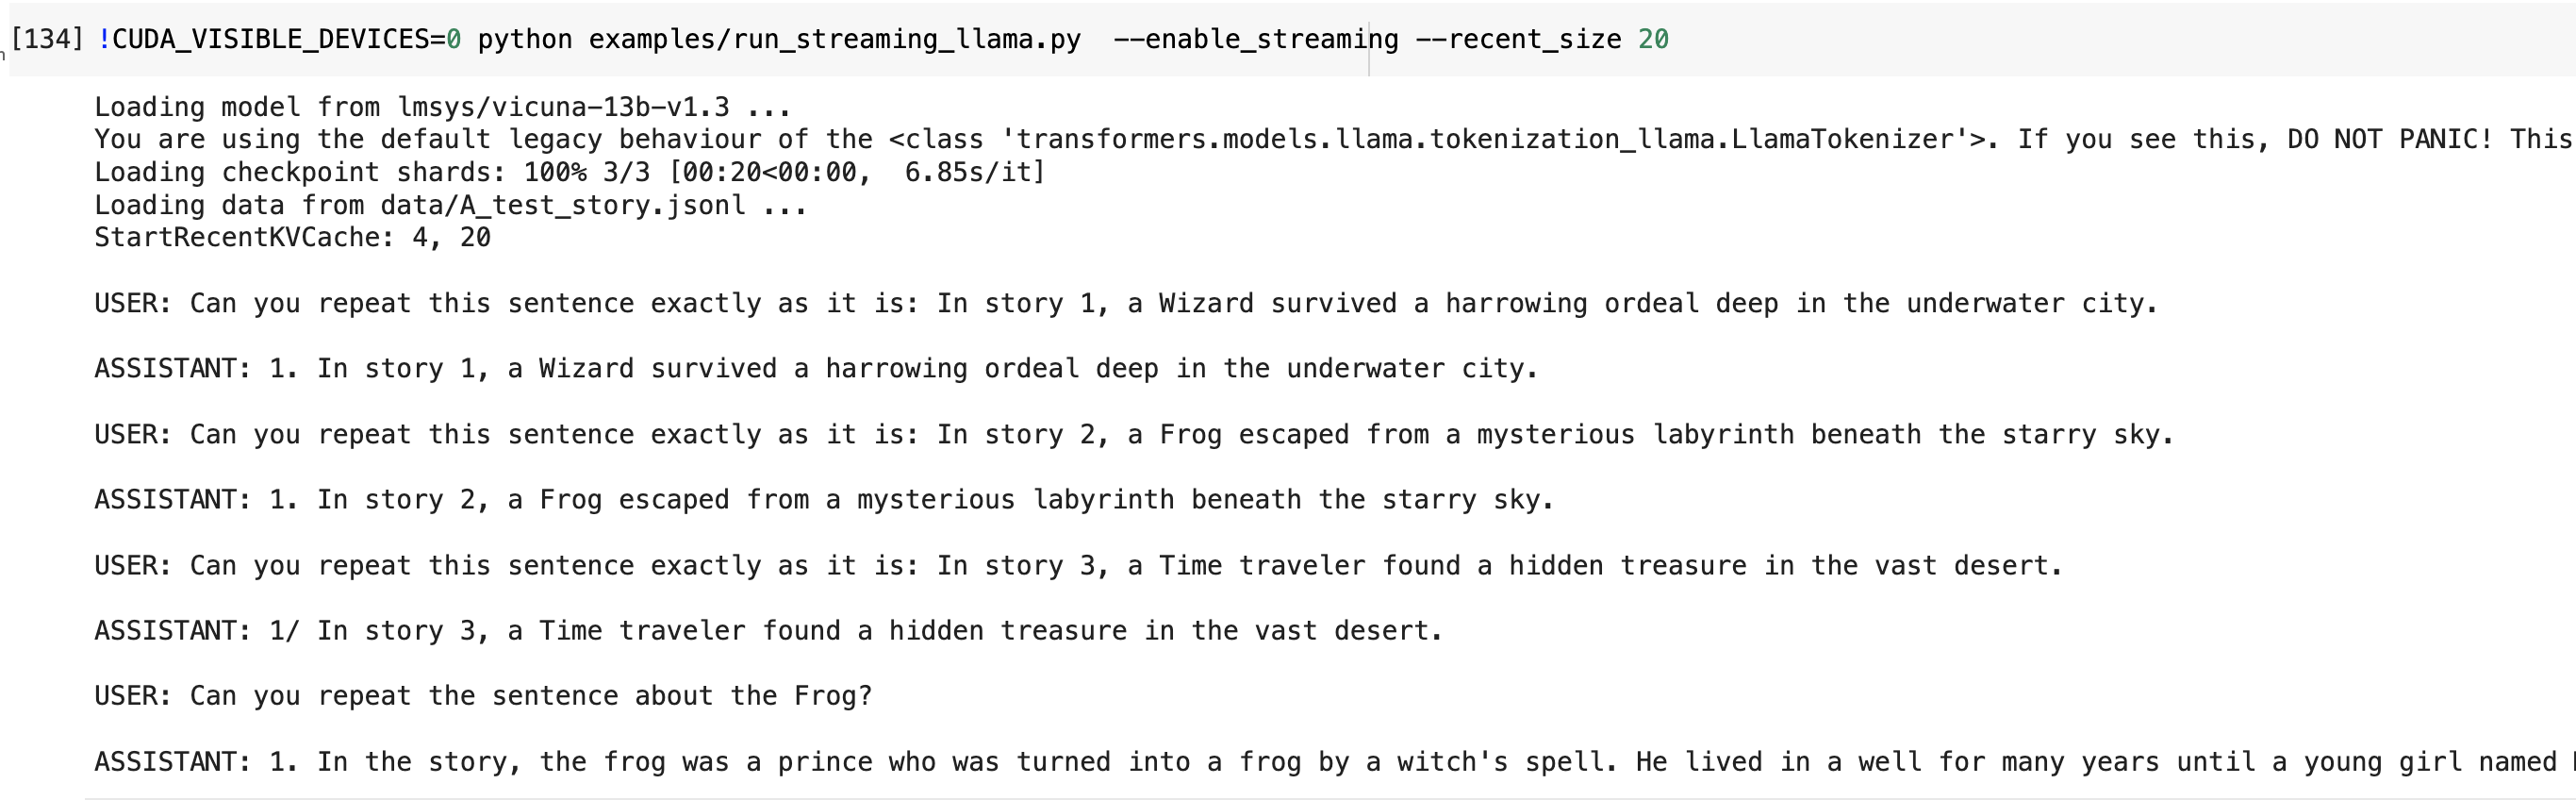 [134] !CUDA_VISIBLE_DEVICES=0 python examples/run_streaming_llama.py  --enable_streaming --recent_size 20
Loading model from lmsys/vicuna-13b-v1.3 ...
You are using the default legacy behaviour of the <class 'transformers.models.llama.tokenization_llama.LlamaTokenizer'>. If you see this, DO NOT PANIC! This
Loading checkpoint shards: 100% 3/3 [00:20<00:00,  6.85s/it]
Loading data from data/A_test_story.jsonl ...
StartRecentKVCache: 4, 20
USER: Can you repeat this sentence exactly as it is: In story 1, a Wizard survived a harrowing ordeal deep in the underwater city.
ASSISTANT: 1. In story 1, a Wizard survived a harrowing ordeal deep in the underwater city.
USER: Can you repeat this sentence exactly as it is: In story 2, a Frog escaped from a mysterious labyrinth beneath the starry sky.
ASSISTANT: 1. In story 2, a Frog escaped from a mysterious labyrinth beneath the starry sky.
USER: Can you repeat this sentence exactly as it is: In story 3, a Time traveler found a hidden treasure in the vast desert.
ASSISTANT: 1/ In story 3, a Time traveler found a hidden treasure in the vast desert.
USER: Can you repeat the sentence about the Frog?
ASSISTANT: 1. In the story, the frog was a prince who was turned into a frog by a witch's spell. He lived in a well for many years until a young girl named